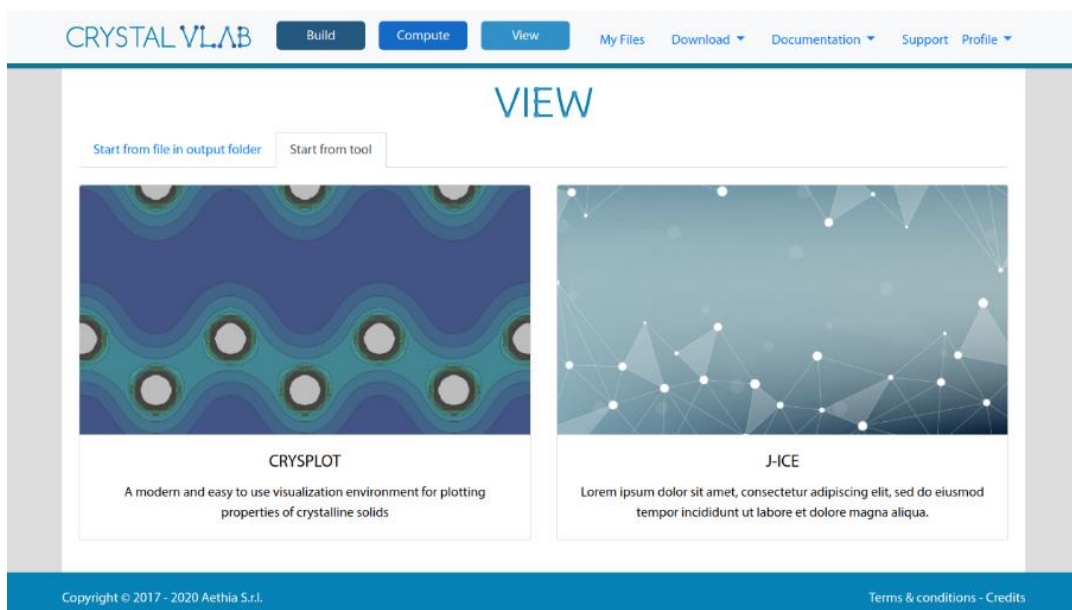 CRYSTAL VLAB Build Compute View My Files Download Documentation Support Profile
VIEW
Start from file in output folder Start from tool
CRYSPLOT
A modern and easy to use visualization environment for plotting
properties of crystalline solids
J-ICE
Lorem ipsum dolor sit amet, consectetur adipiscing elit, sed do eiusmod
tempor incididunt ut labore et dolore magna aliqua.
Copyright © 2017 - 2020 Aethia S.r.l. Terms & conditions - Credits